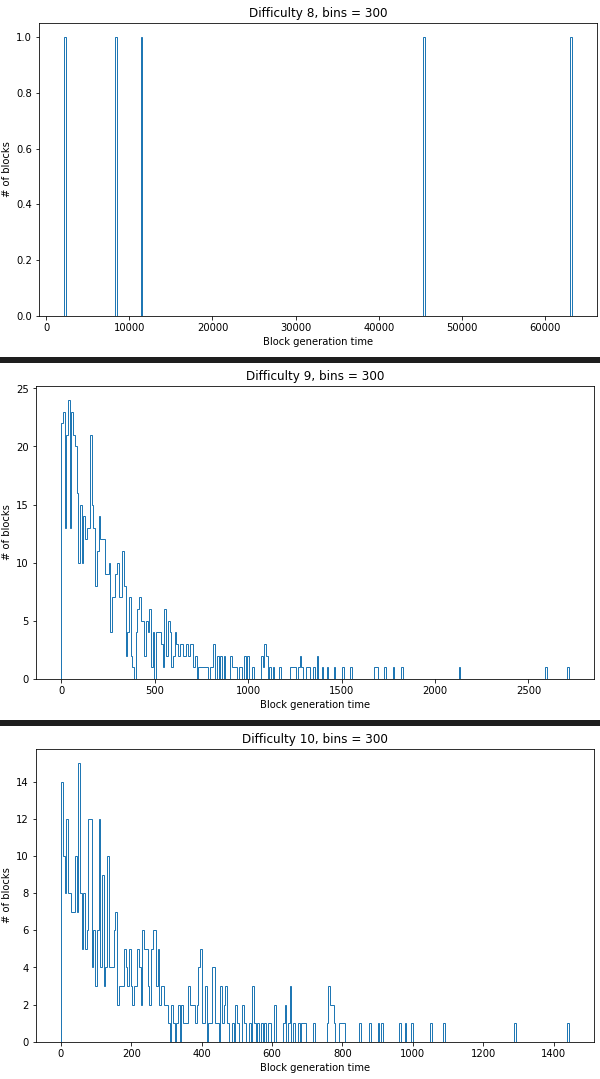 Difficulty 8, bins = 300
# of blocks
1.0
0.8
0.6
0.4
0.2
0.0
0 10000 20000 30000 40000 50000 60000
Block generation time
Difficulty 9, bins = 300
# of blocks
25
20
15
10
5
0
0 500 1000 1500 2000 2500
Block generation time
Difficulty 10, bins = 300
# of blocks
14
12
10
8
6
4
2
0
0 200 400 600 800 1000 1200 1400
Block generation time